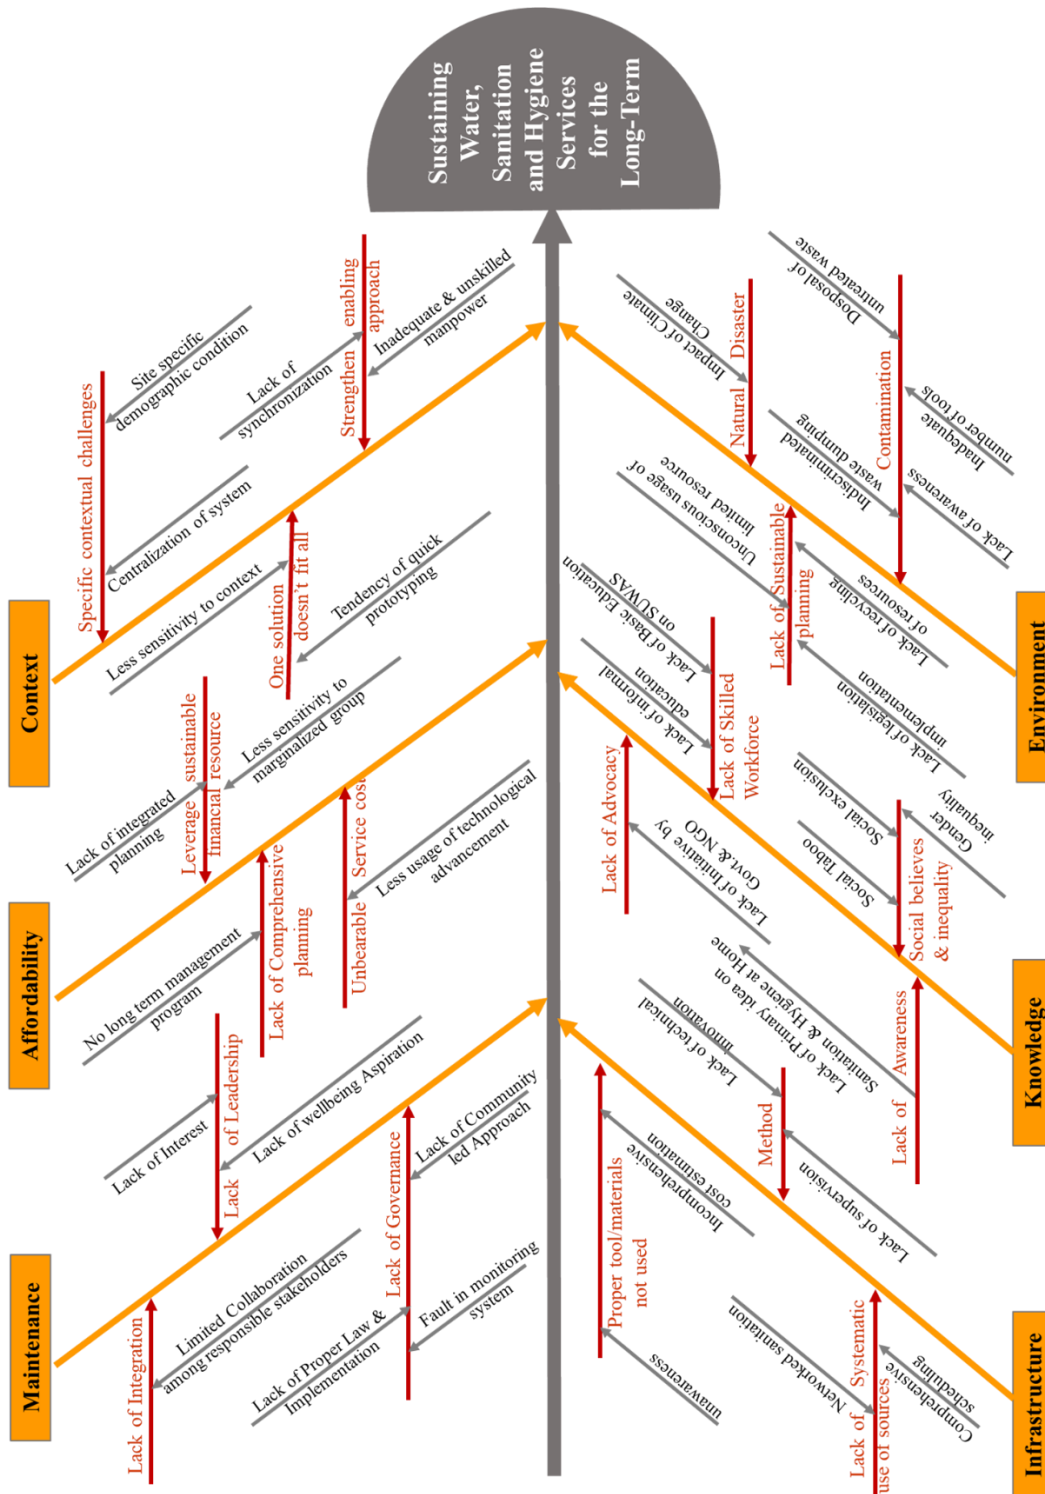 Sustaining
Water,
Sanitation
and Hygiene
Services
for the
Long-Term
Context
Specific contextual challenges
Site specific
demographic condition
Centralization of system
Strengthen enabling
approach
Lack of
synchronization
Inadequate & unskilled
manpower
One solution
doesn't fit all
Less sensitivity to context
Tendency of quick
prototyping
Affordability
Leverage sustainable
financial resource
Lack of integrated
planning
Less sensitivity to
marginalized group
Lack of Comprehensive
planning
No long term management
program
Unbearable Service cost
Less usage of technological
advancement
Maintenance
Lack of Leadership
Lack of Interest
Lack of wellbeing Aspiration
Lack of Integration
Limited Collaboration
among responsible stakeholders
Lack of Governance
Lack of Community
led Approach
Lack of Proper Law &
Implementation
Fault in monitoring
system
Environment
Natural Disaster
Impact of Climate
Change
Contamination
Dosposal of
untreated waste
Inadequate
number of tools
Indiscriminated
waste dumping
Lack of awareness
Lack of Sustainable
planning
Unconscious usage of
limited resource
Lack of recycling
of resources
Lack of legislation
implementation
Knowledge
Lack of Skilled
Workforce
Lack of Basic Education
on SUWAS
Lack of informal
education
Lack of Advocacy
Lack of Initiative by
Govt.& NGO
Social believes
& inequality
Social exclusion
Social Taboo
Gender
inequality
Lack of Awareness
Lack of Primary idea on
Sanitation & Hygiene at Home
Infrastructure
Method
Lack of technical
innovation
Lack of supervision
Proper tool/materials
not used
Incomprehensive
cost estimation
unawareness
Lack of Systematic
use of sources
Networked sanitation
Comprehensive
scheduling